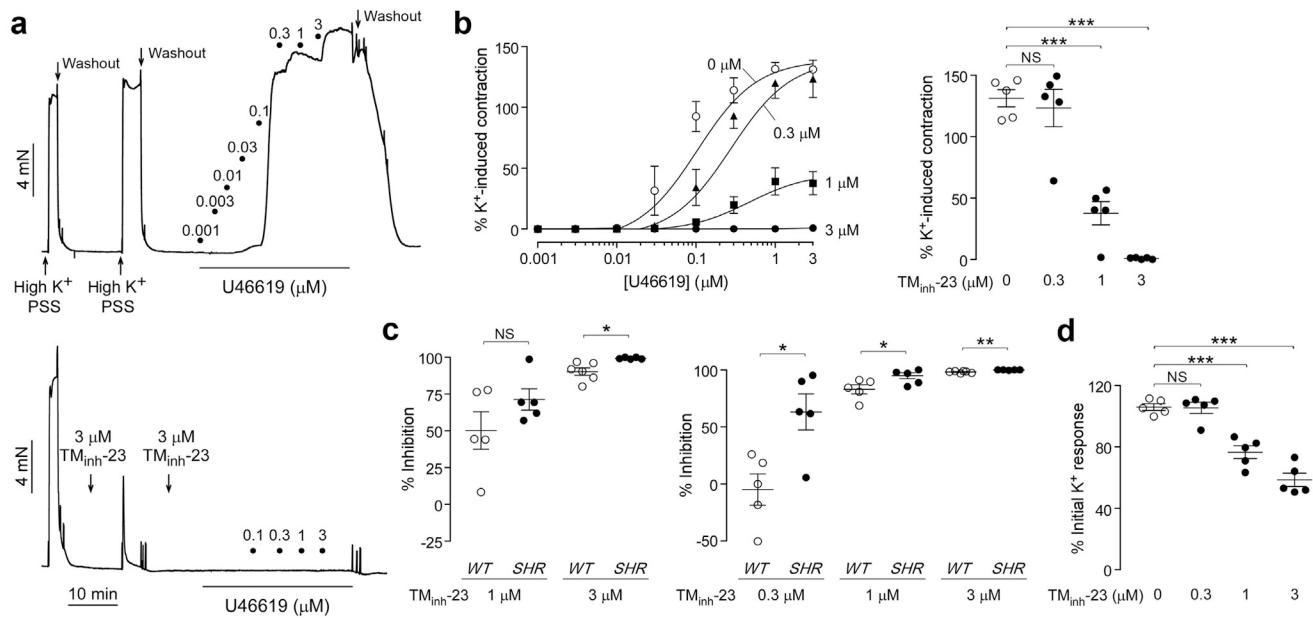 a
Washout
Washout
Washout
0.3 1 3
0.1
0.03
0.01
0.003
0.001
4 mN
High K⁺ PSS
High K⁺ PSS
U46619 (µM)
4 mN
3 µM
TMinh-23
3 µM
TMinh-23
0.1 0.3 1 3
10 min
U46619 (µM)
b
150
100
50
0
% K⁺-induced contraction
0 µM
0.3 µM
1 µM
3 µM
0.001 0.01 0.1 1 3
[U46619] (µM)
***
***
NS
150
100
50
0
% K⁺-induced contraction
TMinh-23 (µM) 0 0.3 1 3
c
NS
*
100
75
50
25
0
-25
% Inhibition
WT SHR WT SHR
TMinh-23 1 µM 3 µM
*
*
**
100
50
0
-50
% Inhibition
WT SHR WT SHR WT SHR
TMinh-23 0.3 µM 1 µM 3 µM
d
***
***
NS
120
80
40
0
% Initial K⁺ response
TMinh-23 (µM) 0 0.3 1 3